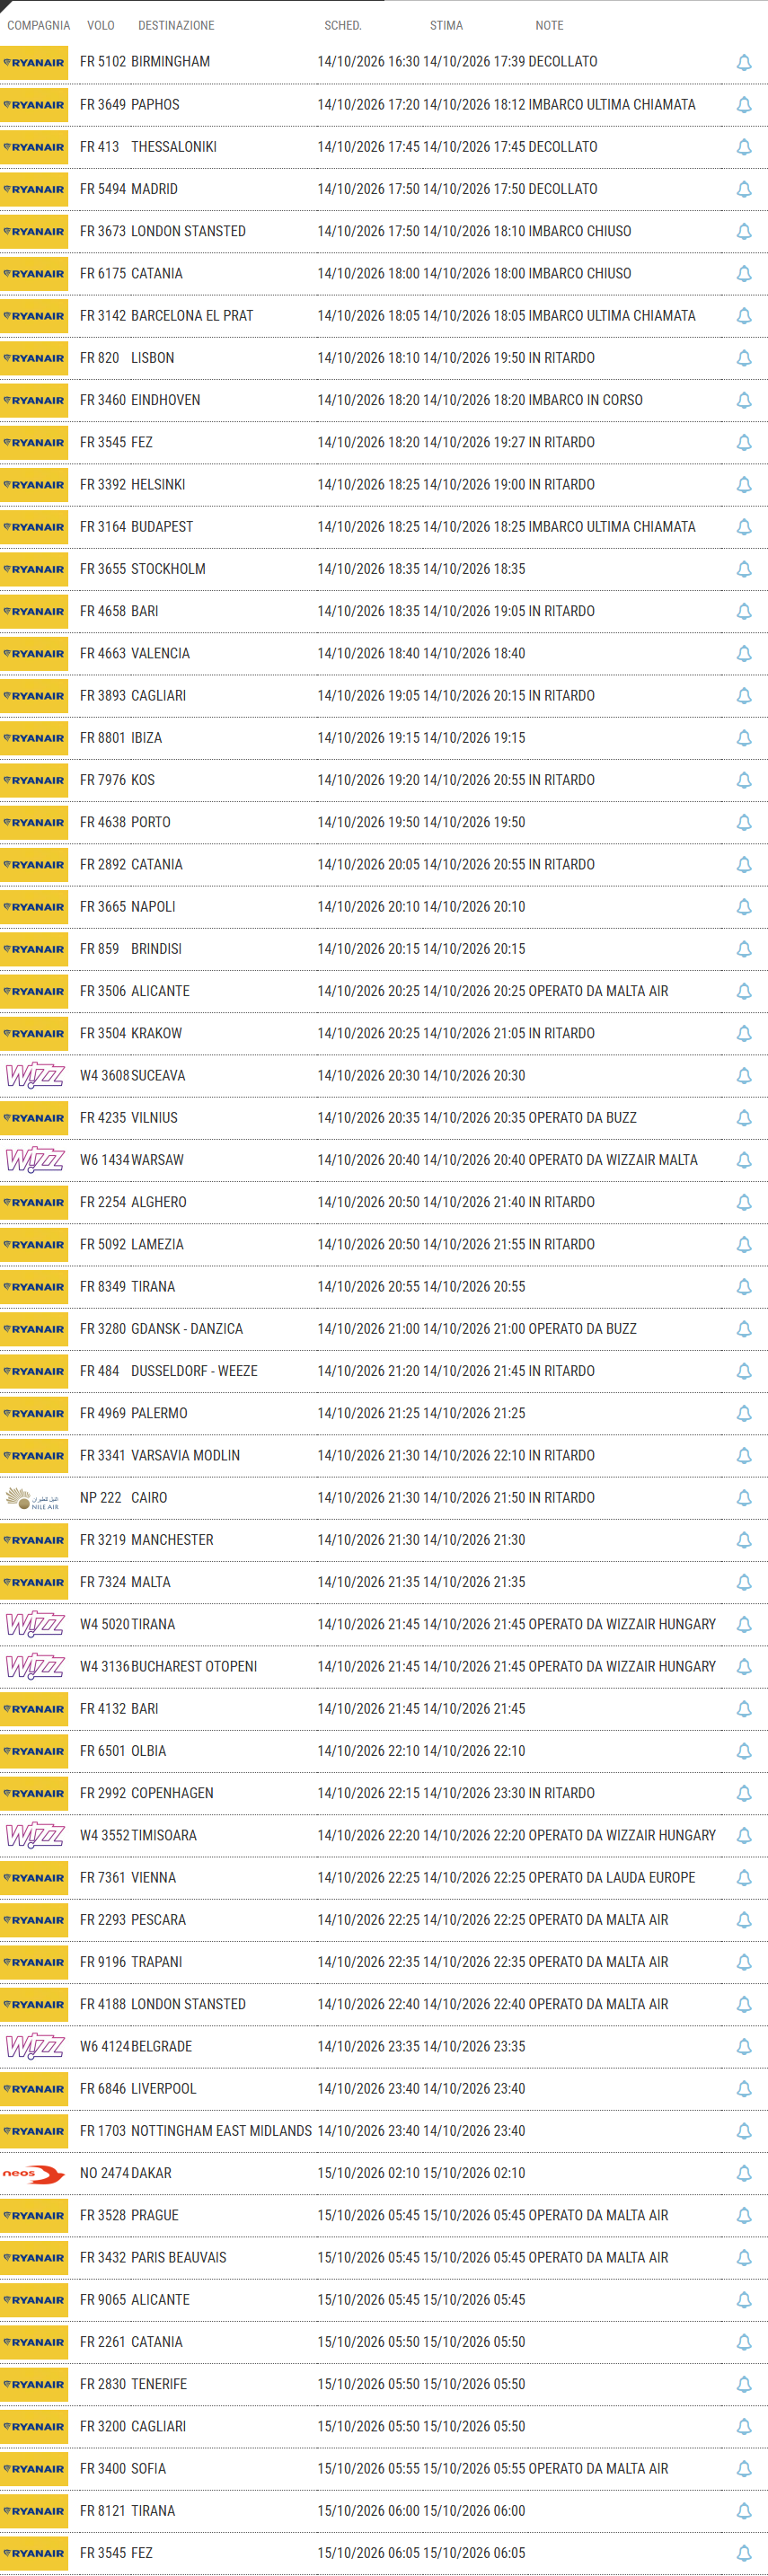 COMPAGNIA VOLO DESTINAZIONE SCHED. STIMA NOTE
RYANAIR FR 5102 BIRMINGHAM 14/10/2026 16:30 14/10/2026 17:39 DECOLLATO
RYANAIR FR 3649 PAPHOS 14/10/2026 17:20 14/10/2026 18:12 IMBARCO ULTIMA CHIAMATA
RYANAIR FR 413 THESSALONIKI 14/10/2026 17:45 14/10/2026 17:45 DECOLLATO
RYANAIR FR 5494 MADRID 14/10/2026 17:50 14/10/2026 17:50 DECOLLATO
RYANAIR FR 3673 LONDON STANSTED 14/10/2026 17:50 14/10/2026 18:10 IMBARCO CHIUSO
RYANAIR FR 6175 CATANIA 14/10/2026 18:00 14/10/2026 18:00 IMBARCO CHIUSO
RYANAIR FR 3142 BARCELONA EL PRAT 14/10/2026 18:05 14/10/2026 18:05 IMBARCO ULTIMA CHIAMATA
RYANAIR FR 820 LISBON 14/10/2026 18:10 14/10/2026 19:50 IN RITARDO
RYANAIR FR 3460 EINDHOVEN 14/10/2026 18:20 14/10/2026 18:20 IMBARCO IN CORSO
RYANAIR FR 3545 FEZ 14/10/2026 18:20 14/10/2026 19:27 IN RITARDO
RYANAIR FR 3392 HELSINKI 14/10/2026 18:25 14/10/2026 19:00 IN RITARDO
RYANAIR FR 3164 BUDAPEST 14/10/2026 18:25 14/10/2026 18:25 IMBARCO ULTIMA CHIAMATA
RYANAIR FR 3655 STOCKHOLM 14/10/2026 18:35 14/10/2026 18:35
RYANAIR FR 4658 BARI 14/10/2026 18:35 14/10/2026 19:05 IN RITARDO
RYANAIR FR 4663 VALENCIA 14/10/2026 18:40 14/10/2026 18:40
RYANAIR FR 3893 CAGLIARI 14/10/2026 19:05 14/10/2026 20:15 IN RITARDO
RYANAIR FR 8801 IBIZA 14/10/2026 19:15 14/10/2026 19:15
RYANAIR FR 7976 KOS 14/10/2026 19:20 14/10/2026 20:55 IN RITARDO
RYANAIR FR 4638 PORTO 14/10/2026 19:50 14/10/2026 19:50
RYANAIR FR 2892 CATANIA 14/10/2026 20:05 14/10/2026 20:55 IN RITARDO
RYANAIR FR 3665 NAPOLI 14/10/2026 20:10 14/10/2026 20:10
RYANAIR FR 859 BRINDISI 14/10/2026 20:15 14/10/2026 20:15
RYANAIR FR 3506 ALICANTE 14/10/2026 20:25 14/10/2026 20:25 OPERATO DA MALTA AIR
RYANAIR FR 3504 KRAKOW 14/10/2026 20:25 14/10/2026 21:05 IN RITARDO
WIZZ W4 3608 SUCEAVA 14/10/2026 20:30 14/10/2026 20:30
RYANAIR FR 4235 VILNIUS 14/10/2026 20:35 14/10/2026 20:35 OPERATO DA BUZZ
WIZZ W6 1434 WARSAW 14/10/2026 20:40 14/10/2026 20:40 OPERATO DA WIZZAIR MALTA
RYANAIR FR 2254 ALGHERO 14/10/2026 20:50 14/10/2026 21:40 IN RITARDO
RYANAIR FR 5092 LAMEZIA 14/10/2026 20:50 14/10/2026 21:55 IN RITARDO
RYANAIR FR 8349 TIRANA 14/10/2026 20:55 14/10/2026 20:55
RYANAIR FR 3280 GDANSK - DANZICA 14/10/2026 21:00 14/10/2026 21:00 OPERATO DA BUZZ
RYANAIR FR 484 DUSSELDORF - WEEZE 14/10/2026 21:20 14/10/2026 21:45 IN RITARDO
RYANAIR FR 4969 PALERMO 14/10/2026 21:25 14/10/2026 21:25
RYANAIR FR 3341 VARSAVIA MODLIN 14/10/2026 21:30 14/10/2026 22:10 IN RITARDO
النيل للطيران NILE AIR NP 222 CAIRO 14/10/2026 21:30 14/10/2026 21:50 IN RITARDO
RYANAIR FR 3219 MANCHESTER 14/10/2026 21:30 14/10/2026 21:30
RYANAIR FR 7324 MALTA 14/10/2026 21:35 14/10/2026 21:35
WIZZ W4 5020 TIRANA 14/10/2026 21:45 14/10/2026 21:45 OPERATO DA WIZZAIR HUNGARY
WIZZ W4 3136 BUCHAREST OTOPENI 14/10/2026 21:45 14/10/2026 21:45 OPERATO DA WIZZAIR HUNGARY
RYANAIR FR 4132 BARI 14/10/2026 21:45 14/10/2026 21:45
RYANAIR FR 6501 OLBIA 14/10/2026 22:10 14/10/2026 22:10
RYANAIR FR 2992 COPENHAGEN 14/10/2026 22:15 14/10/2026 23:30 IN RITARDO
WIZZ W4 3552 TIMISOARA 14/10/2026 22:20 14/10/2026 22:20 OPERATO DA WIZZAIR HUNGARY
RYANAIR FR 7361 VIENNA 14/10/2026 22:25 14/10/2026 22:25 OPERATO DA LAUDA EUROPE
RYANAIR FR 2293 PESCARA 14/10/2026 22:25 14/10/2026 22:25 OPERATO DA MALTA AIR
RYANAIR FR 9196 TRAPANI 14/10/2026 22:35 14/10/2026 22:35 OPERATO DA MALTA AIR
RYANAIR FR 4188 LONDON STANSTED 14/10/2026 22:40 14/10/2026 22:40 OPERATO DA MALTA AIR
WIZZ W6 4124 BELGRADE 14/10/2026 23:35 14/10/2026 23:35
RYANAIR FR 6846 LIVERPOOL 14/10/2026 23:40 14/10/2026 23:40
RYANAIR FR 1703 NOTTINGHAM EAST MIDLANDS 14/10/2026 23:40 14/10/2026 23:40
neos NO 2474 DAKAR 15/10/2026 02:10 15/10/2026 02:10
RYANAIR FR 3528 PRAGUE 15/10/2026 05:45 15/10/2026 05:45 OPERATO DA MALTA AIR
RYANAIR FR 3432 PARIS BEAUVAIS 15/10/2026 05:45 15/10/2026 05:45 OPERATO DA MALTA AIR
RYANAIR FR 9065 ALICANTE 15/10/2026 05:45 15/10/2026 05:45
RYANAIR FR 2261 CATANIA 15/10/2026 05:50 15/10/2026 05:50
RYANAIR FR 2830 TENERIFE 15/10/2026 05:50 15/10/2026 05:50
RYANAIR FR 3200 CAGLIARI 15/10/2026 05:50 15/10/2026 05:50
RYANAIR FR 3400 SOFIA 15/10/2026 05:55 15/10/2026 05:55 OPERATO DA MALTA AIR
RYANAIR FR 8121 TIRANA 15/10/2026 06:00 15/10/2026 06:00
RYANAIR FR 3545 FEZ 15/10/2026 06:05 15/10/2026 06:05